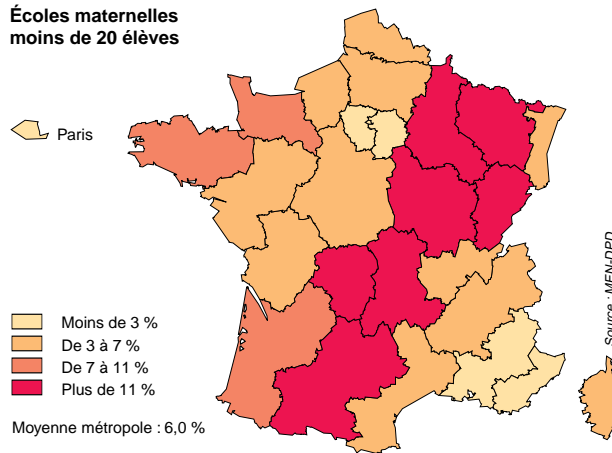 Écoles maternelles
moins de 20 élèves
Paris
Moins de 3 %
De 3 à 7 %
De 7 à 11 %
Plus de 11 %
Moyenne métropole : 6,0 %
Source : MEN-DPD